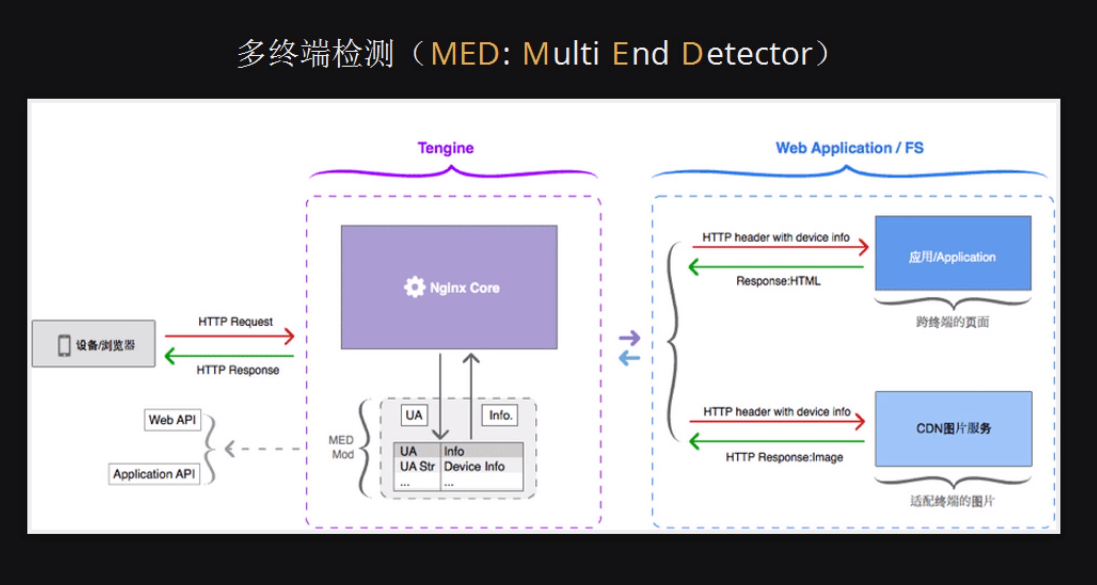 多终端检测（MED: Multi End Detector）
Tengine
Web Application / FS
HTTP header with device info
Response:HTML
应用/Application
跨终端的页面
Nginx Core
设备/浏览器
HTTP Request
HTTP Response
Web API
Application API
MED
Mod
UA
Info.
UA Info
UA Str Device Info
... ...
HTTP header with device info
HTTP Response:Image
CDN图片服务
适配终端的图片